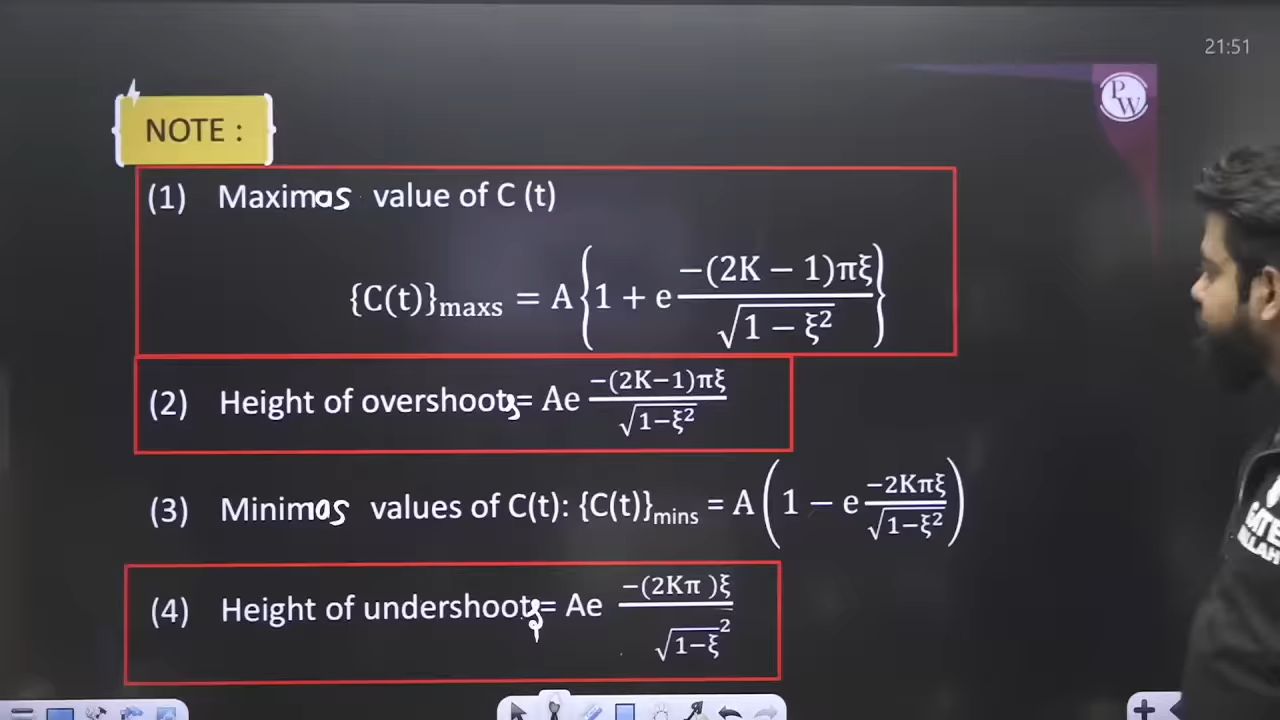 21:51
PW
NOTE :
(1) Maximas value of C (t)
{C(t)}maxs = A{1 + e −(2K − 1)πξ / √1 − ξ²}
(2) Height of overshoots= Ae −(2K−1)πξ / √1−ξ²
(3) Minimas values of C(t): {C(t)}mins = A(1 − e −2Kπξ / √1−ξ²)
(4) Height of undershoots= Ae −(2Kπ )ξ / √1−ξ²
GATE